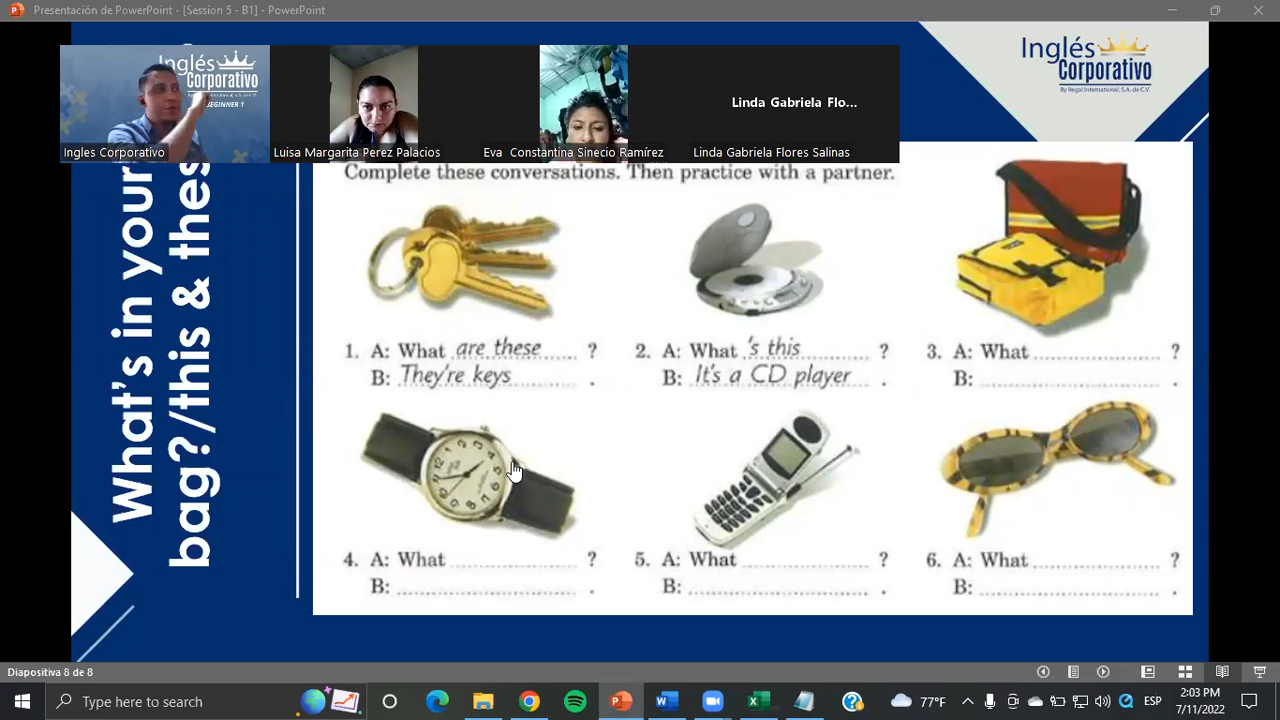 Presentación de PowerPoint - [Session 5 - B1] - PowerPoint
Inglés
Corporativo
BEGINNER 1
Ingles Corporativo
Luisa Margarita Perez Palacios
Eva Constantina Sinecio Ramírez
Linda Gabriela Flo...
Linda Gabriela Flores Salinas
Inglés
Corporativo
By Regal International, S.A. de C.V.
What's in your
bag?/this & thes
Complete these conversations. Then practice with a partner.
1. A: What are these ?
B: They're keys .
2. A: What 's this ?
B: It's a CD player .
3. A: What ?
B: .
4. A: What ?
B: .
5. A: What ?
B: .
6. A: What ?
B: .
Diapositiva 8 de 8
Type here to search
77°F
ESP
2:03 PM
7/11/2022